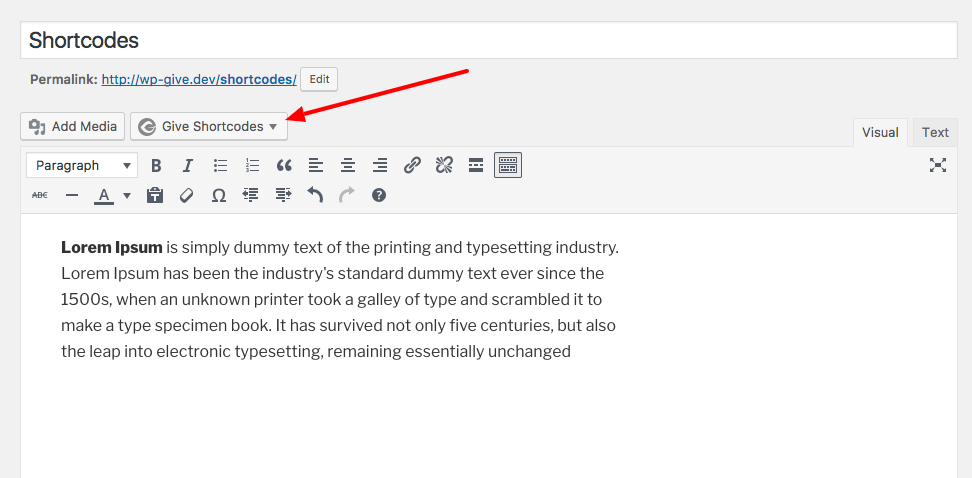 Shortcodes
Permalink: http://wp-give.dev/shortcodes/ Edit
Add Media Give Shortcodes Visual Text
Paragraph B I
ABC A Ω ?
Lorem Ipsum is simply dummy text of the printing and typesetting industry.
Lorem Ipsum has been the industry's standard dummy text ever since the
1500s, when an unknown printer took a galley of type and scrambled it to
make a type specimen book. It has survived not only five centuries, but also
the leap into electronic typesetting, remaining essentially unchanged